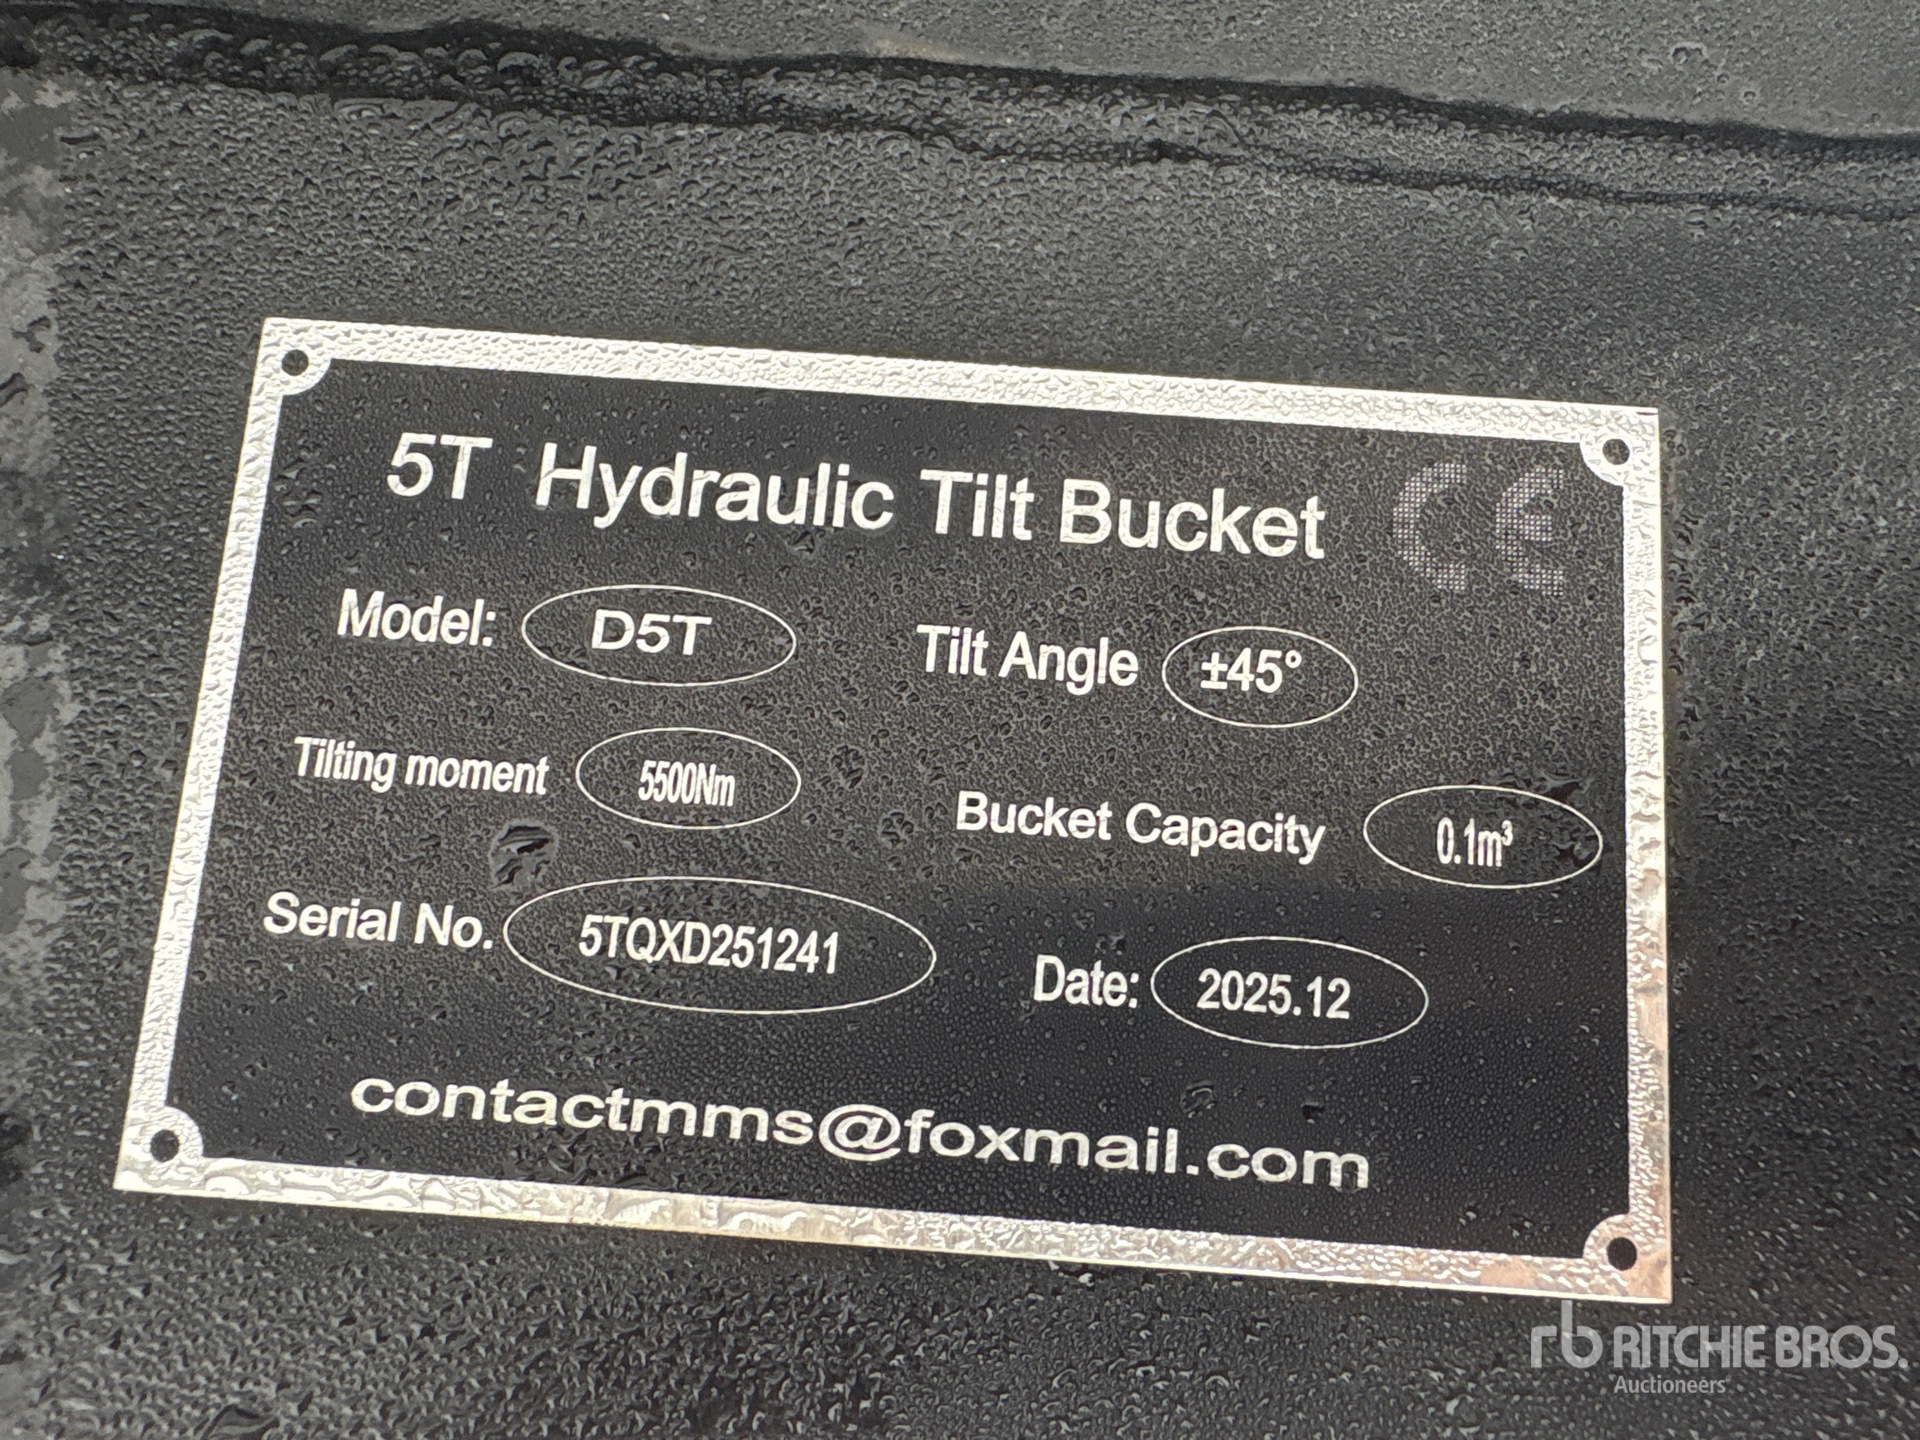 5T Hydraulic Tilt Bucket CE
Model: D5T Tilt Angle ±45°
Tilting moment 5500Nm Bucket Capacity 0.1m³
Serial No. 5TQXD251241 Date: 2025.12
contactmms@foxmail.com
rb RITCHIE BROS.
Auctioneers